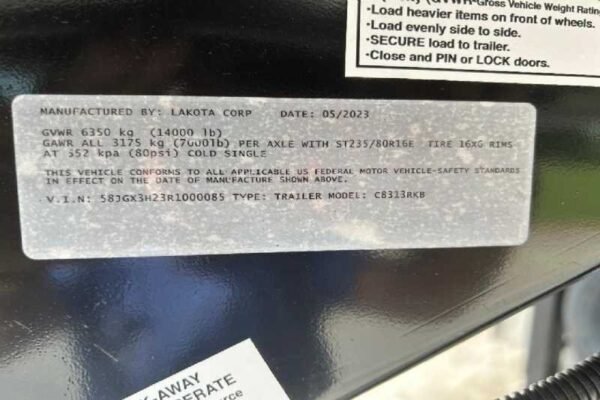 -Gross Vehicle Weight Rating
•Load heavier items on front of wheels.
•Load evenly side to side.
•SECURE load to trailer.
•Close and PIN or LOCK doors.
MANUFACTURED BY: LAKOTA CORP DATE: 05/2023
GVWR 6350 kg (14000 lb)
GAWR ALL 3175 kg (7000lb) PER AXLE WITH ST235/80R16E TIRE 16X6 RIMS
AT 552 kpa (80psi) COLD SINGLE
THIS VEHICLE CONFORMS TO ALL APPLICABLE US FEDERAL MOTOR VEHICLE-SAFETY STANDARDS
IN EFFECT ON THE DATE OF MANUFACTURE SHOWN ABOVE.
V.I.N: 58JGX3H23R1000085 TYPE: TRAILER MODEL: C8313RKB
-AWAY
ERATE